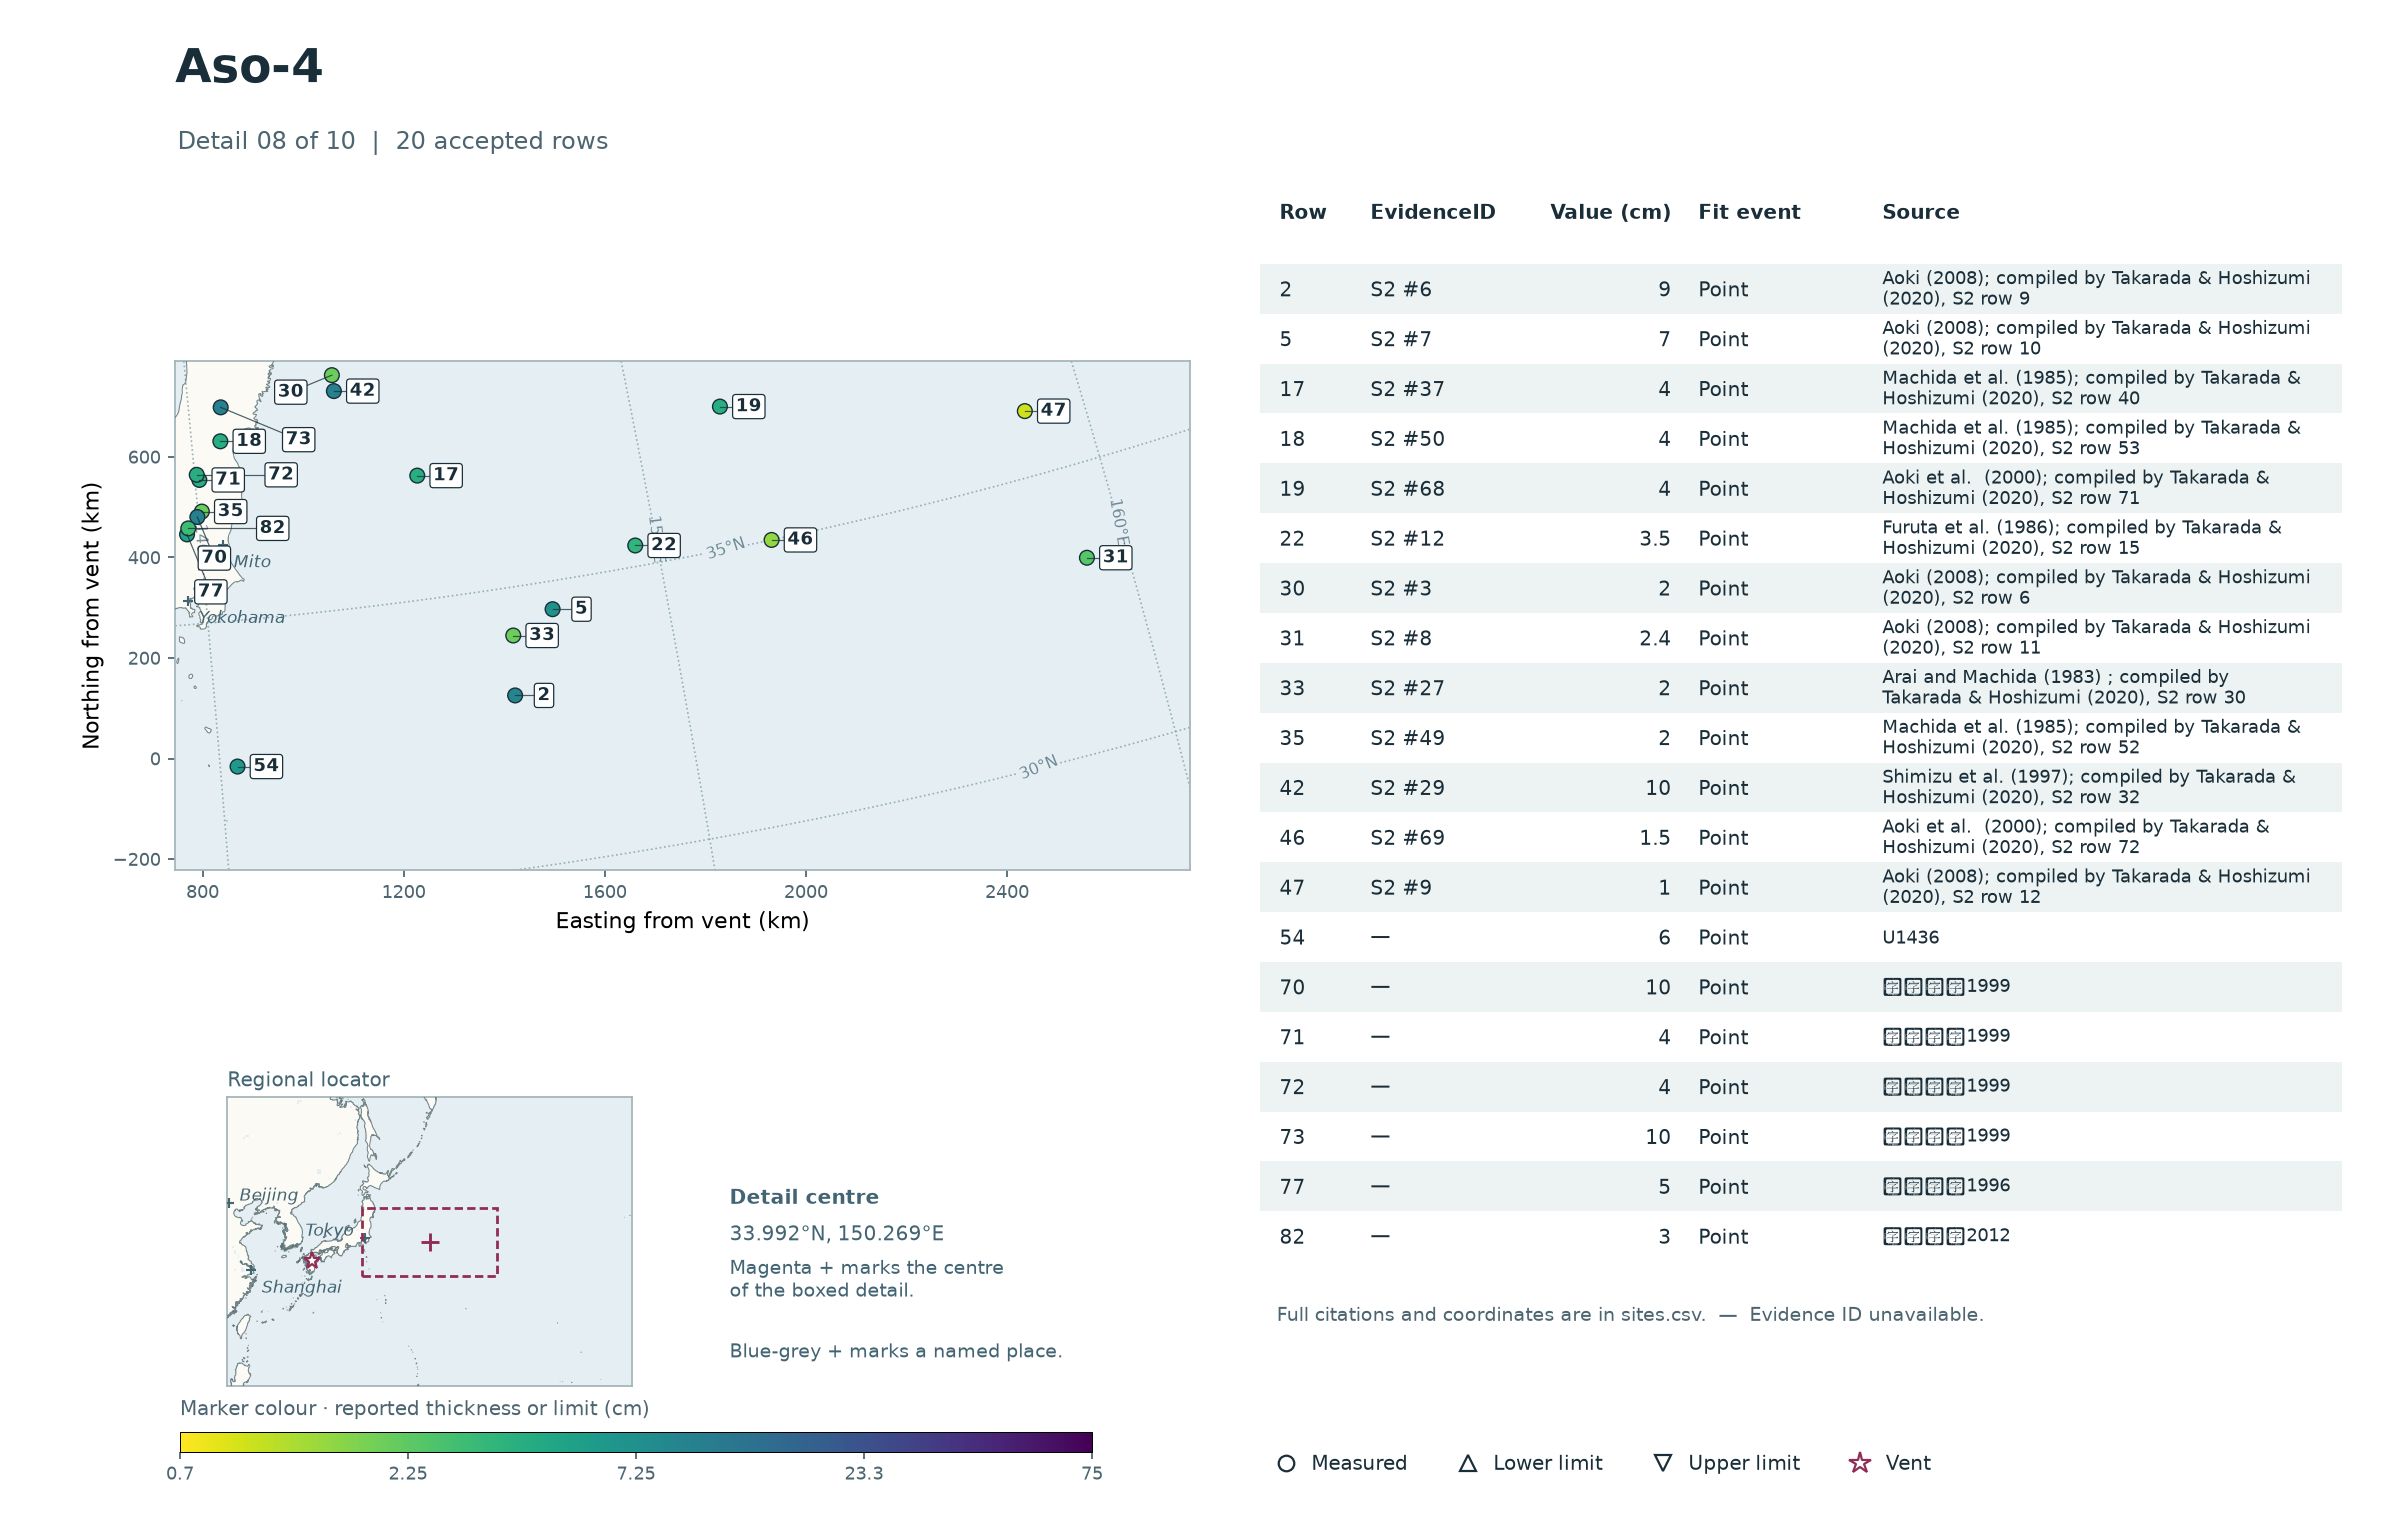 Aso-4
Detail 08 of 10 | 20 accepted rows
Northing from vent (km)
600
400
200
0
−200
800
1200
1600
2000
2400
Easting from vent (km)
30
42
73
18
72
71
35
82
70
77
Mito
Yokohama
17
19
47
22
35°N
46
160°E
31
5
33
2
54
30°N
Regional locator
Beijing
Tokyo
Shanghai
Detail centre
33.992°N, 150.269°E
Magenta + marks the centre
of the boxed detail.
Blue-grey + marks a named place.
Marker colour · reported thickness or limit (cm)
0.7 2.25 7.25 23.3 75
Row EvidenceID Value (cm) Fit event Source
2 S2 #6 9 Point Aoki (2008); compiled by Takarada & Hoshizumi
(2020), S2 row 9
5 S2 #7 7 Point Aoki (2008); compiled by Takarada & Hoshizumi
(2020), S2 row 10
17 S2 #37 4 Point Machida et al. (1985); compiled by Takarada &
Hoshizumi (2020), S2 row 40
18 S2 #50 4 Point Machida et al. (1985); compiled by Takarada &
Hoshizumi (2020), S2 row 53
19 S2 #68 4 Point Aoki et al.  (2000); compiled by Takarada &
Hoshizumi (2020), S2 row 71
22 S2 #12 3.5 Point Furuta et al. (1986); compiled by Takarada &
Hoshizumi (2020), S2 row 15
30 S2 #3 2 Point Aoki (2008); compiled by Takarada & Hoshizumi
(2020), S2 row 6
31 S2 #8 2.4 Point Aoki (2008); compiled by Takarada & Hoshizumi
(2020), S2 row 11
33 S2 #27 2 Point Arai and Machida (1983) ; compiled by
Takarada & Hoshizumi (2020), S2 row 30
35 S2 #49 2 Point Machida et al. (1985); compiled by Takarada &
Hoshizumi (2020), S2 row 52
42 S2 #29 10 Point Shimizu et al. (1997); compiled by Takarada &
Hoshizumi (2020), S2 row 32
46 S2 #69 1.5 Point Aoki et al.  (2000); compiled by Takarada &
Hoshizumi (2020), S2 row 72
47 S2 #9 1 Point Aoki (2008); compiled by Takarada & Hoshizumi
(2020), S2 row 12
54 — 6 Point U1436
70 — 10 Point 1999
71 — 4 Point 1999
72 — 4 Point 1999
73 — 10 Point 1999
77 — 5 Point 1996
82 — 3 Point 2012
Full citations and coordinates are in sites.csv. — Evidence ID unavailable.
Measured Lower limit Upper limit Vent